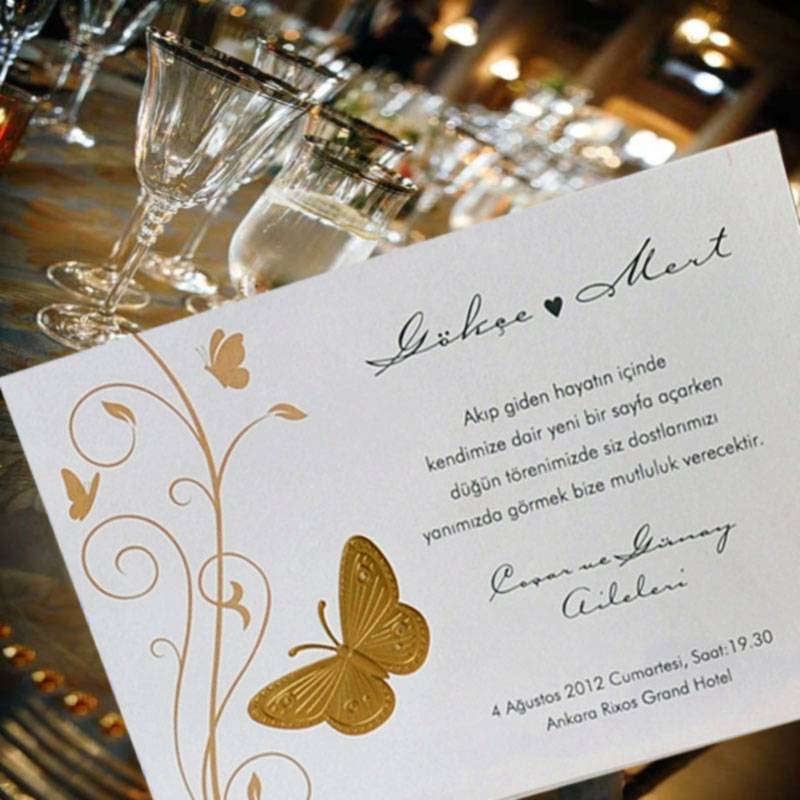 Gökçe ♥ Mert
Akıp giden hayatın içinde
kendimize dair yeni bir sayfa açarken
düğün törenimizde siz dostlarımızı
yanımızda görmek bize mutluluk verecektir.
Coşar ve Günay
Aileleri
4 Ağustos 2012 Cumartesi, Saat:19.30
Ankara Rixos Grand Hotel